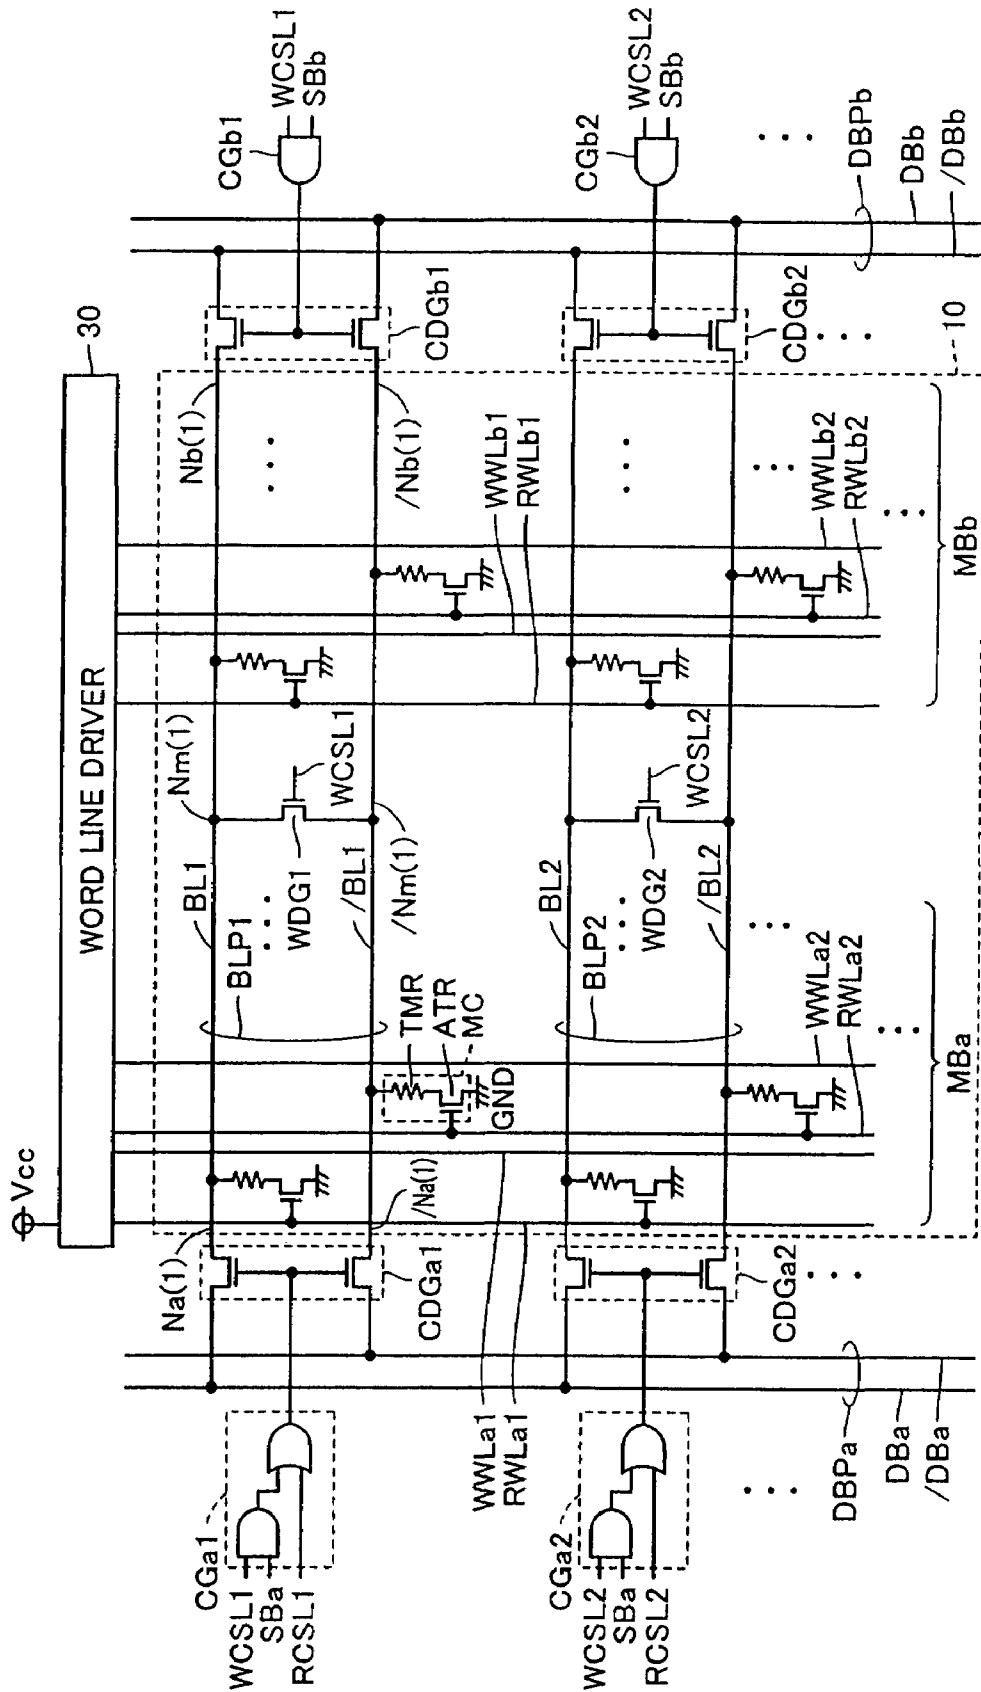 Vcc
WORD LINE DRIVER
30
Na(1)
BL1
Nm(1)
Nb(1)
CGa1
WCSL1
SBa
RCSL1
BLP1
WDG1
WCSL1
CGb1
WCSL1
SBb
CDGa1
/Na(1)
TMR
ATR
MC
GND
/BL1
/Nm(1)
/Nb(1)
CDGb1
WWLa1
RWLa1
WWLb1
RWLb1
CGa2
WCSL2
SBa
RCSL2
BL2
BLP2
WDG2
WCSL2
/BL2
CGb2
WCSL2
SBb
CDGa2
CDGb2
WWLa2
RWLa2
WWLb2
RWLb2
10
DBPa
DBa
/DBa
MBa
MBb
DBPb
DBb
/DBb